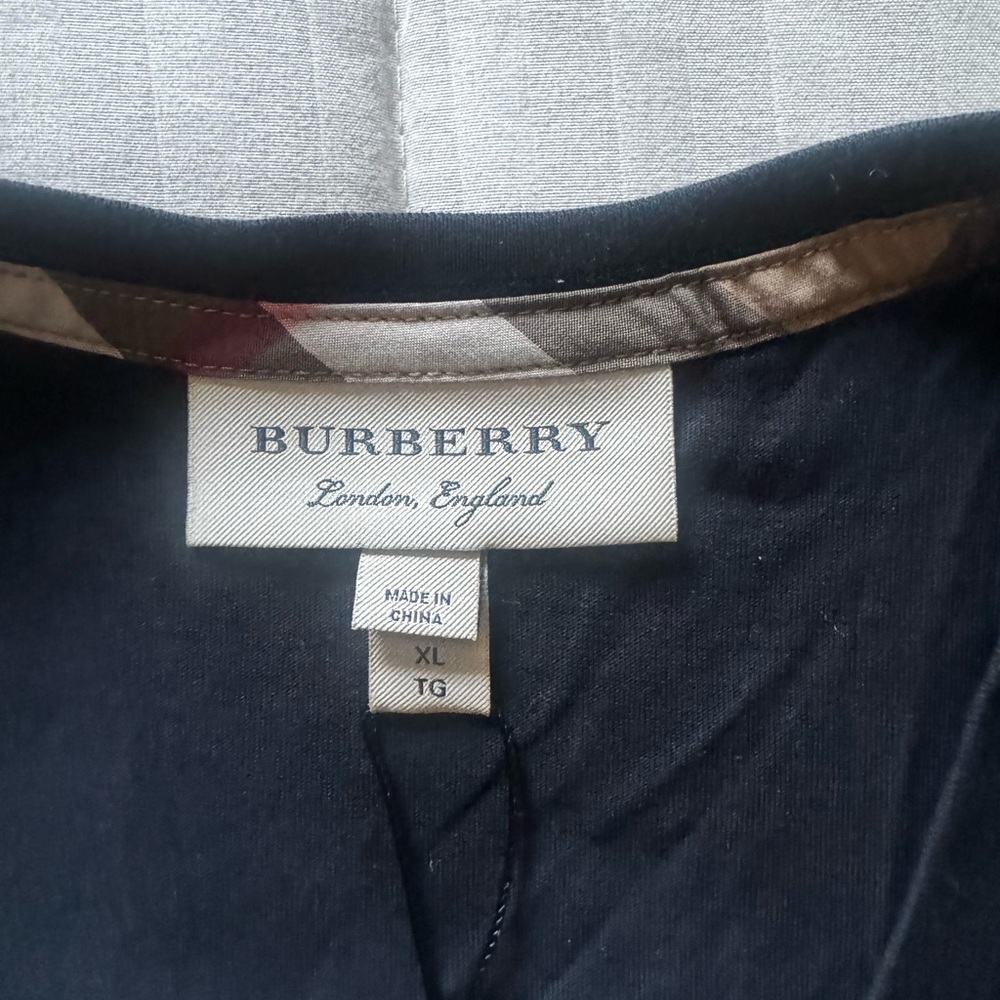 BURBERRY
London, England
MADE IN
CHINA
XL
TG